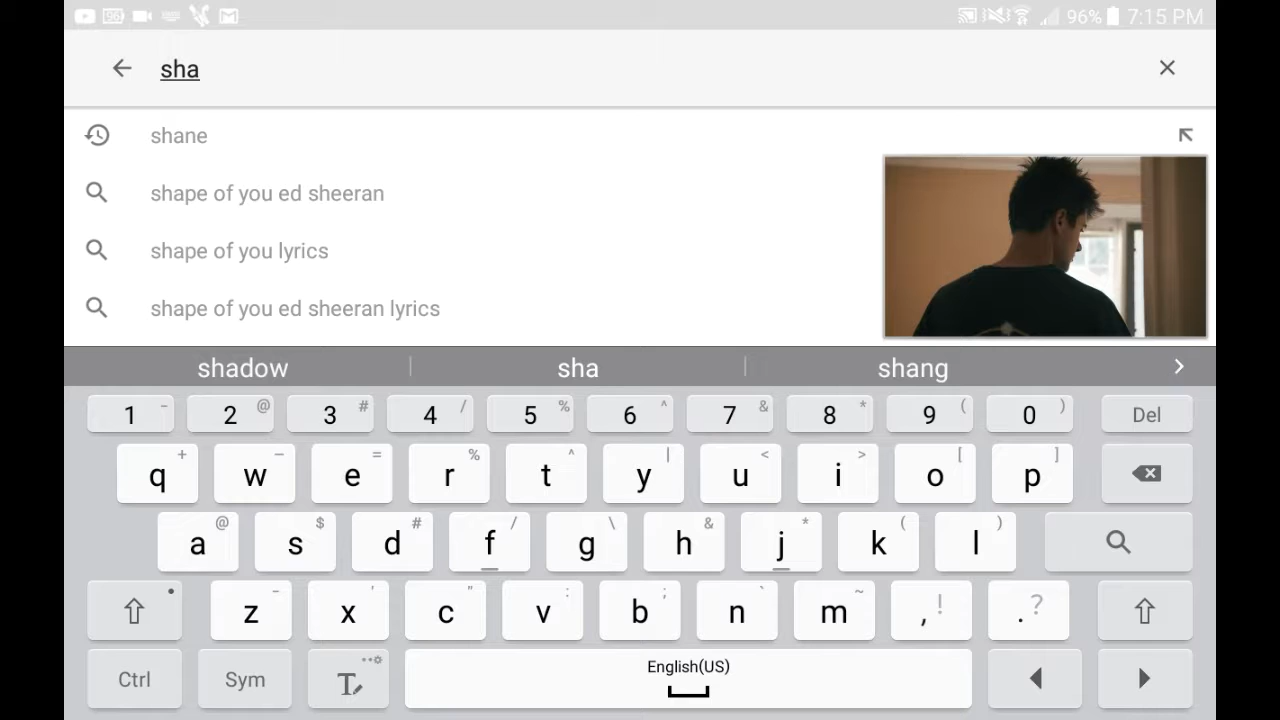 96 96% 7:15 PM
sha
shane
shape of you ed sheeran
shape of you lyrics
shape of you ed sheeran lyrics
shadow sha shang
1 - 2 @ 3 # 4 / 5 % 6 ^ 7 & 8 * 9 ( 0 ) Del
q + w - e = r % t ^ y | u < i > o [ p ]
a @ s $ d # f / g \ h & j * k ( l )
z - x ' c " v : b ; n ` m ~ , ! . ?
Ctrl Sym T English(US)